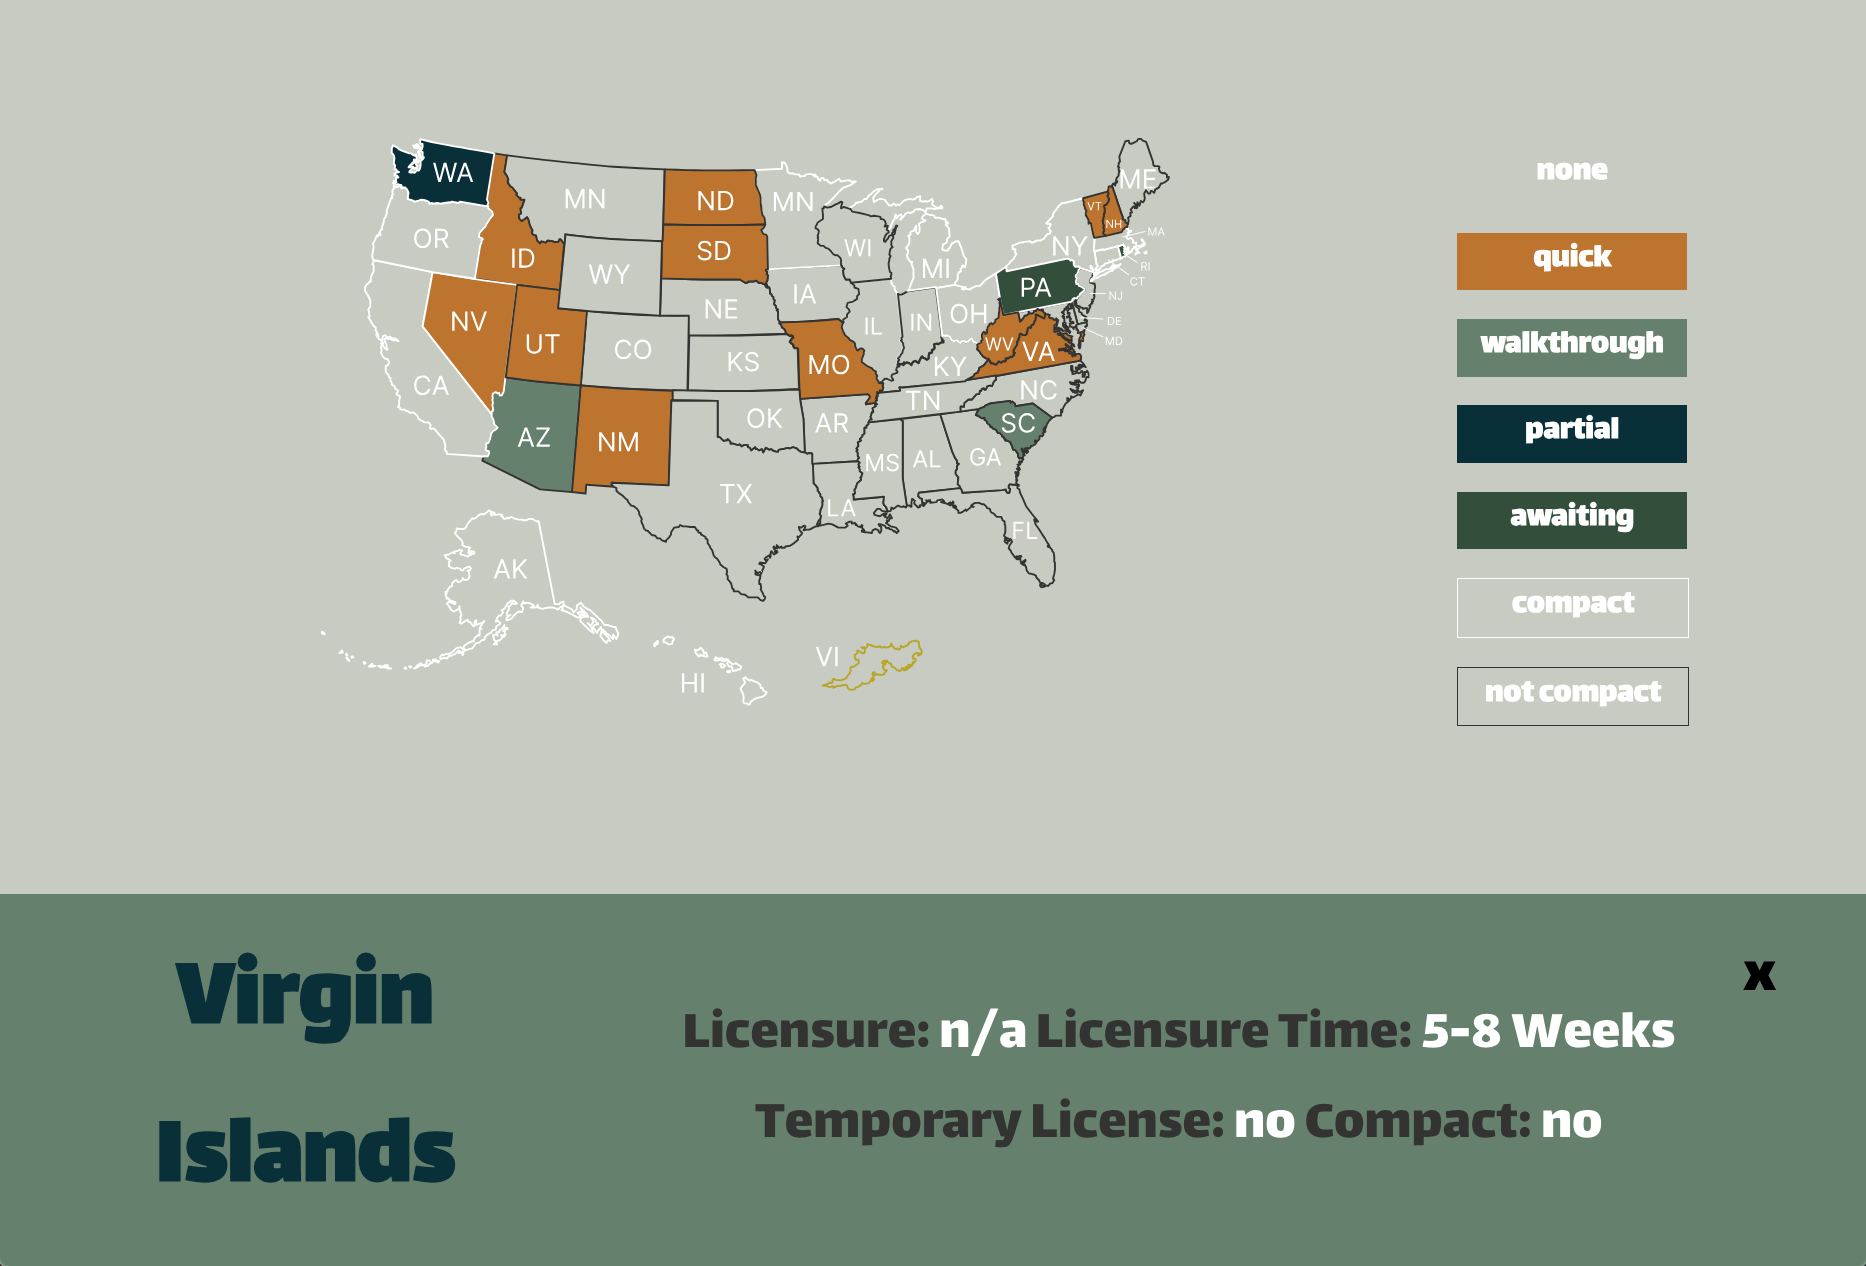 WA
MN
ND
MN
ME
VT
NH
MA
OR
ID
SD
WI
MI
NY
RI
CT
WY
NE
IA
PA
NJ
NV
UT
CO
KS
MO
IL
IN
OH
WV
VA
KY
DE
MD
CA
AZ
NM
OK
AR
TN
NC
SC
MS
AL
GA
TX
LA
FL
AK
HI
VI
none
quick
walkthrough
partial
awaiting
compact
not compact
Virgin
Islands
x
Licensure: n/a Licensure Time: 5-8 Weeks
Temporary License: no Compact: no